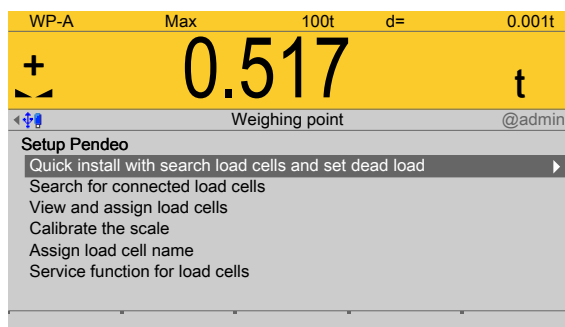 WP-A Max 100t d= 0.001t
+ 0.517 t
Weighing point @admin
Setup Pendeo
Quick install with search load cells and set dead load
Search for connected load cells
View and assign load cells
Calibrate the scale
Assign load cell name
Service function for load cells